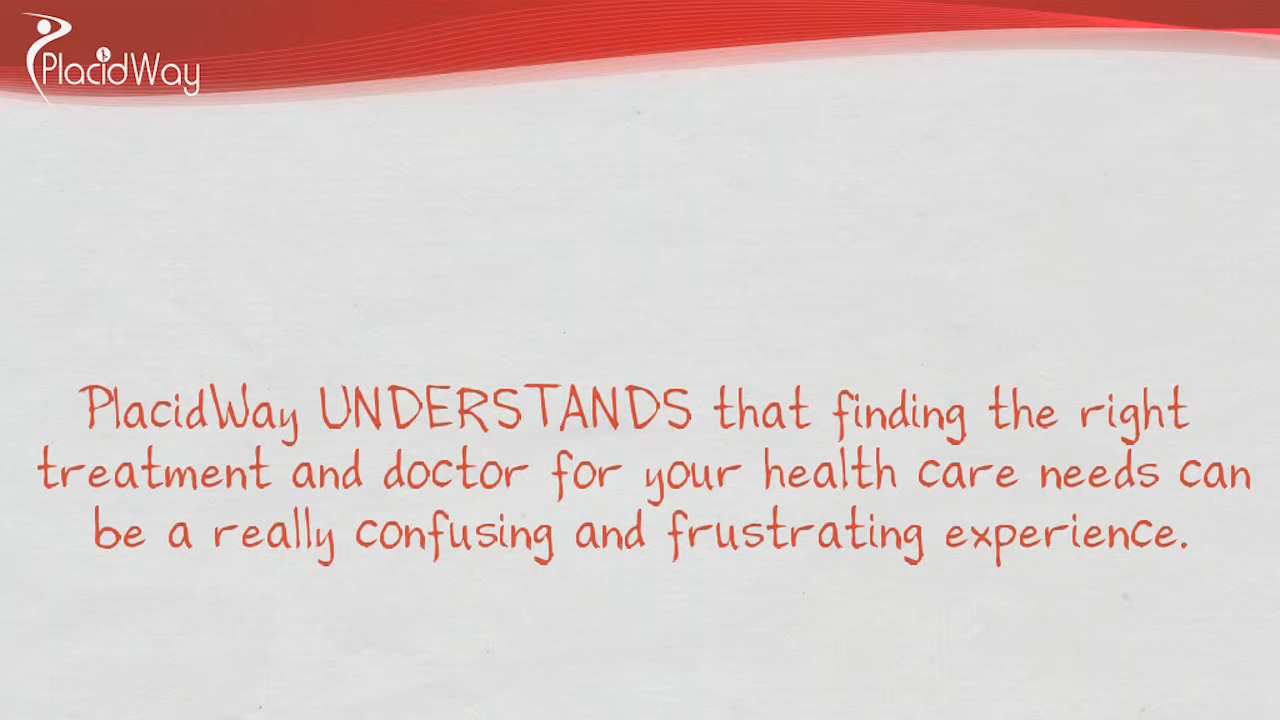 PlacidWay
PlacidWay UNDERSTANDS that finding the right
treatment and doctor for your health care needs can
be a really confusing and frustrating experience.